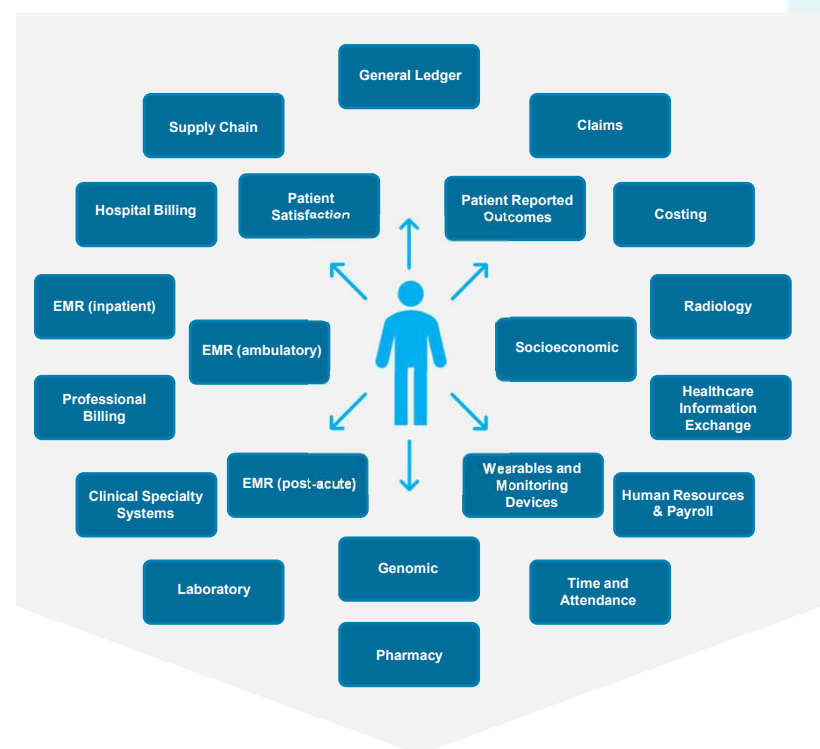 General Ledger
Supply Chain
Claims
Hospital Billing
Patient
Satisfaction
Patient Reported
Outcomes
Costing
EMR (inpatient)
Radiology
EMR (ambulatory)
Socioeconomic
Professional
Billing
Healthcare
Information
Exchange
Clinical Specialty
Systems
EMR (post-acute)
Wearables and
Monitoring
Devices
Human Resources
& Payroll
Laboratory
Genomic
Time and
Attendance
Pharmacy